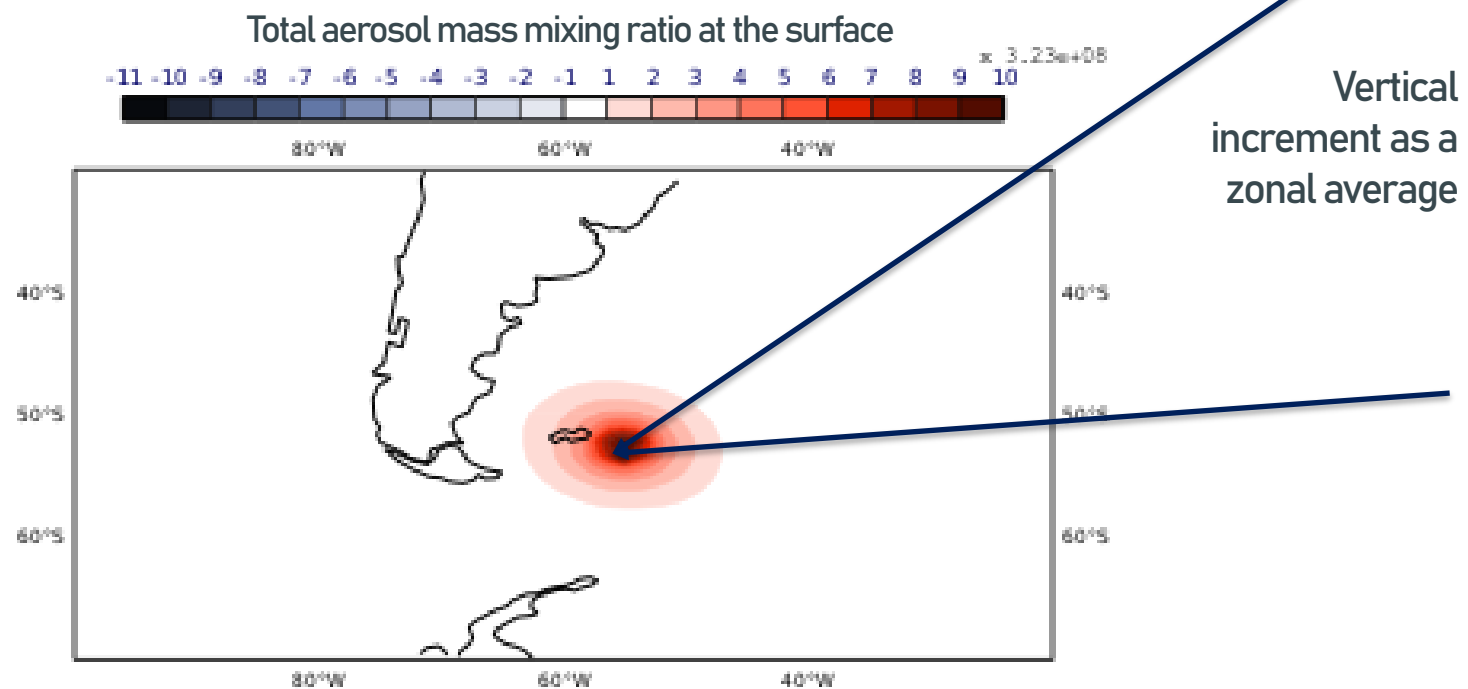 Total aerosol mass mixing ratio at the surface
x 3.23e+08
-11 -10 -9 -8 -7 -6 -5 -4 -3 -2 -1 1 2 3 4 5 6 7 8 9 10
Vertical
increment as a
zonal average
80°W 60°W 40°W
40°S 40°S
50°S 50°S
60°S 60°S
80°W 60°W 40°W